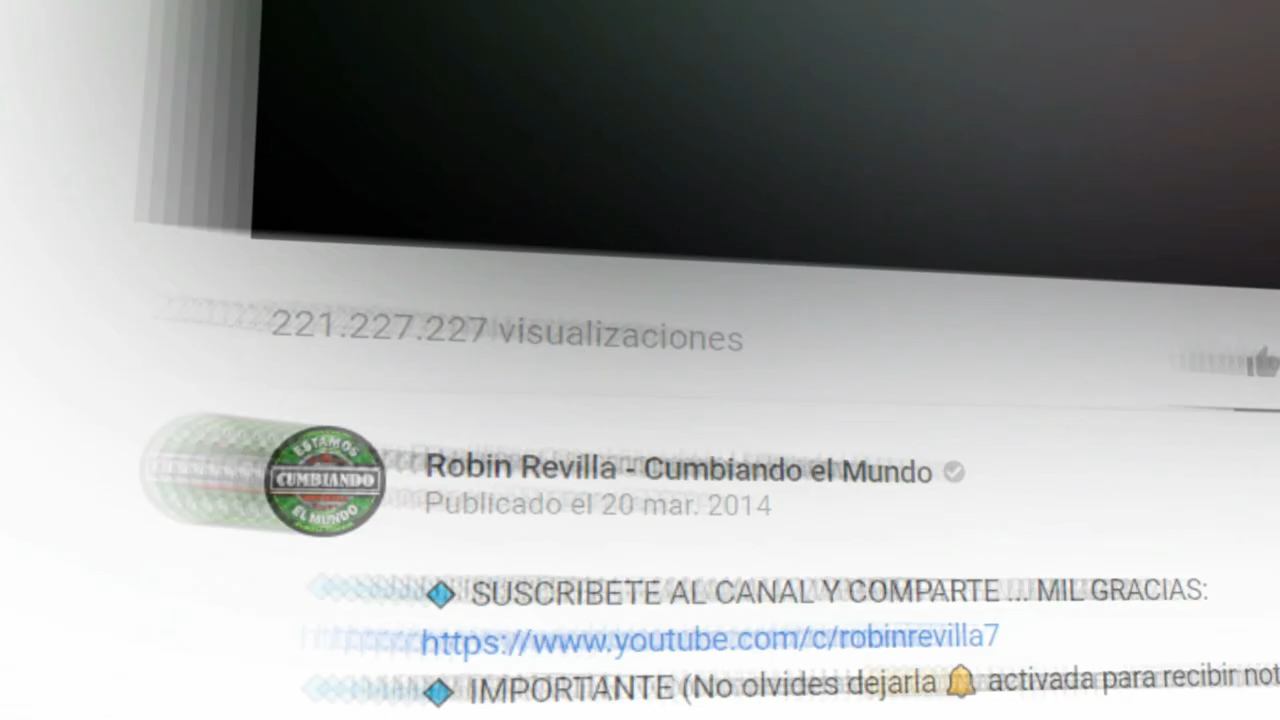 221.227.227 visualizaciones
ESTAMOS
CUMBIANDO
EL MUNDO
Robin Revilla - Cumbiando el Mundo
Publicado el 20 mar. 2014
SUSCRIBETE AL CANAL Y COMPARTE ... MIL GRACIAS:
https://www.youtube.com/c/robinrevilla7
IMPORTANTE (No olvides dejarla 🔔 activada para recibir not